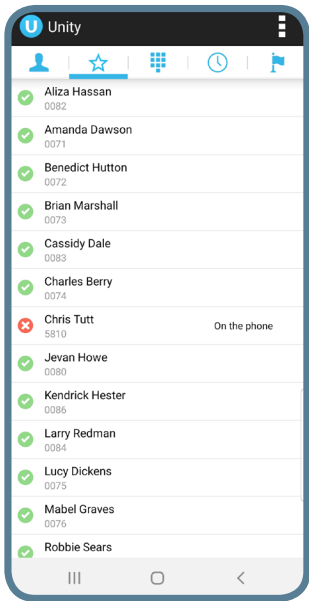 U Unity
Aliza Hassan
0082
Amanda Dawson
0071
Benedict Hutton
0072
Brian Marshall
0073
Cassidy Dale
0083
Charles Berry
0074
Chris Tutt
5810
On the phone
Jevan Howe
0080
Kendrick Hester
0086
Larry Redman
0084
Lucy Dickens
0075
Mabel Graves
0076
Robbie Sears